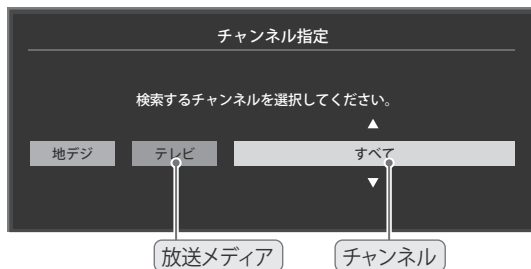 チャンネル指定
検索するチャンネルを選択してください。
地デジ テレビ すべて
放送メディア チャンネル